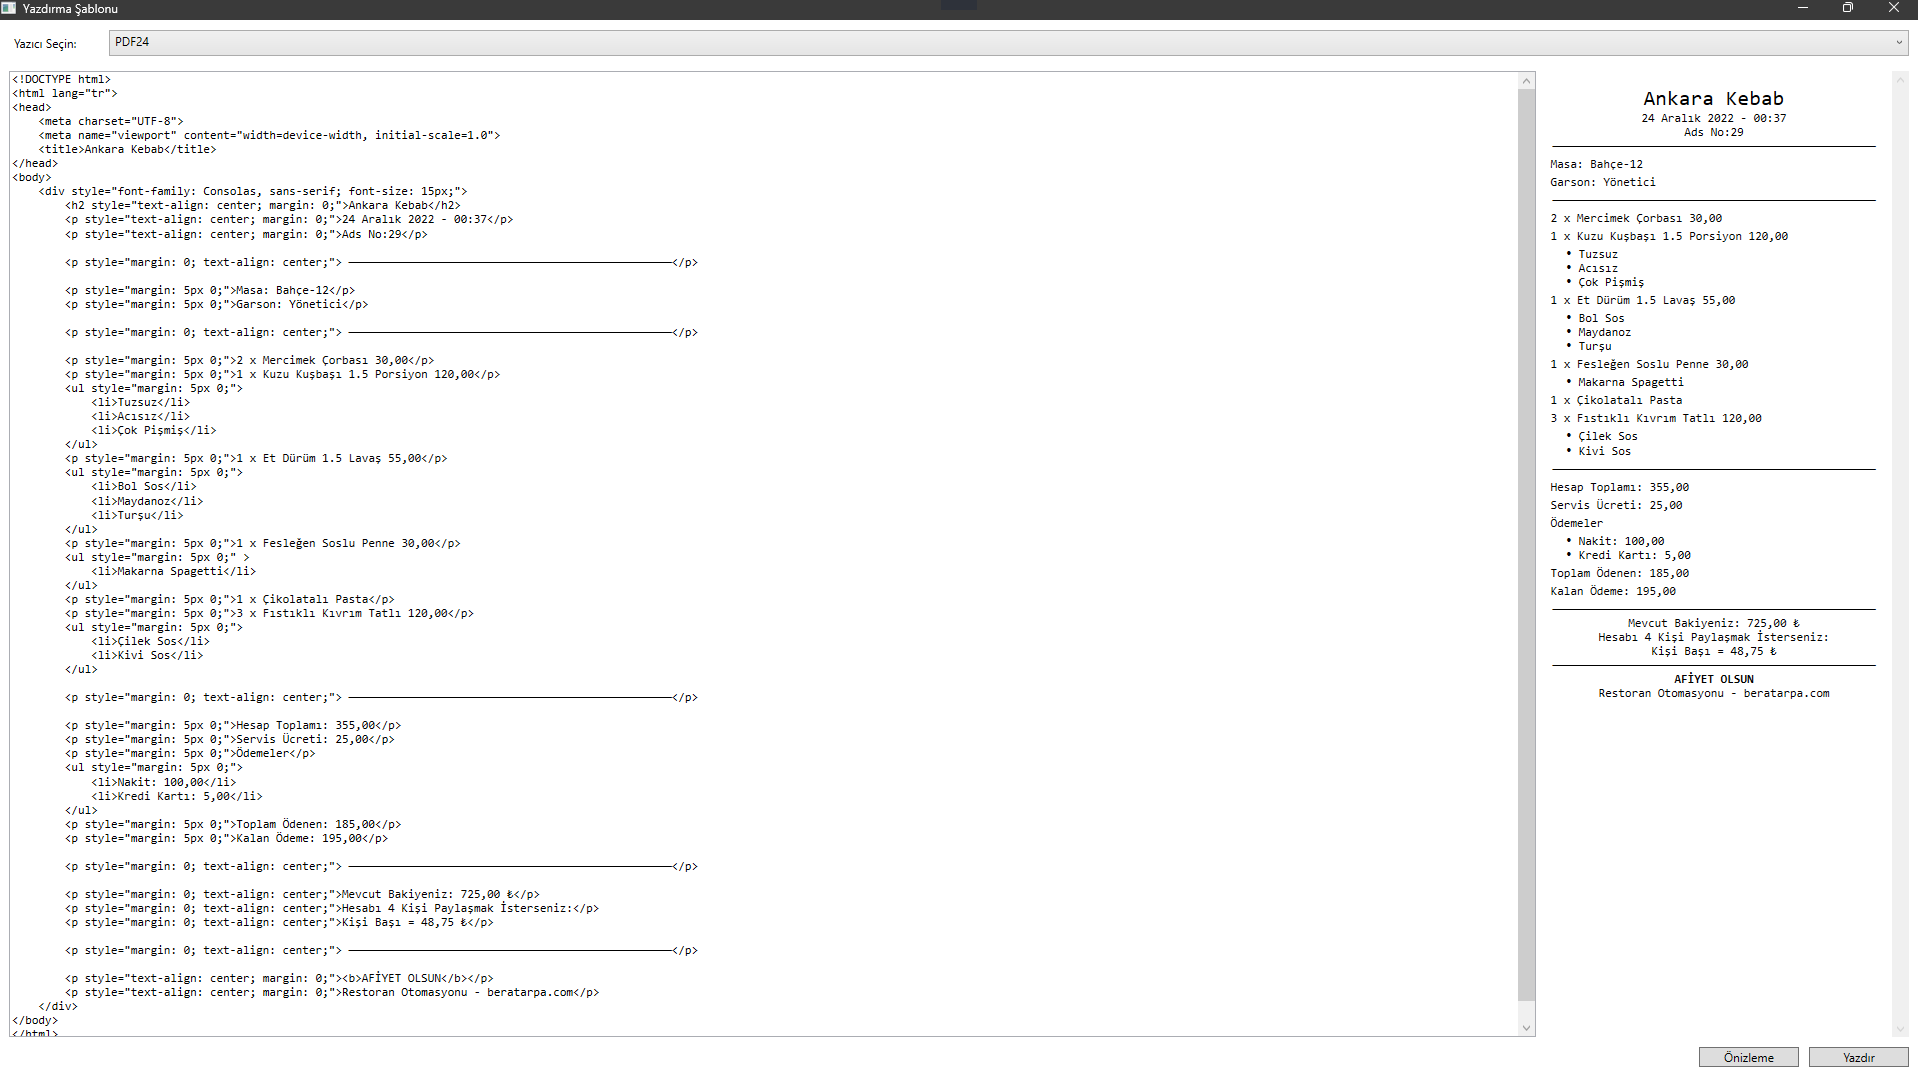 Yazdırma Şablonu
Yazıcı Seçin:
PDF24
<!DOCTYPE html>
<html lang="tr">
<head>
    <meta charset="UTF-8">
    <meta name="viewport" content="width=device-width, initial-scale=1.0">
    <title>Ankara Kebab</title>
</head>
<body>
    <div style="font-family: Consolas, sans-serif; font-size: 15px;">
        <h2 style="text-align: center; margin: 0;">Ankara Kebab</h2>
        <p style="text-align: center; margin: 0;">24 Aralık 2022 - 00:37</p>
        <p style="text-align: center; margin: 0;">Ads No:29</p>
        <p style="margin: 0; text-align: center;"> ─────────────────────────────────────────────────</p>
        <p style="margin: 5px 0;">Masa: Bahçe-12</p>
        <p style="margin: 5px 0;">Garson: Yönetici</p>
        <p style="margin: 0; text-align: center;"> ─────────────────────────────────────────────────</p>
        <p style="margin: 5px 0;">2 x Mercimek Çorbası 30,00</p>
        <p style="margin: 5px 0;">1 x Kuzu Kuşbaşı 1.5 Porsiyon 120,00</p>
        <ul style="margin: 5px 0;">
            <li>Tuzsuz</li>
            <li>Acısız</li>
            <li>Çok Pişmiş</li>
        </ul>
        <p style="margin: 5px 0;">1 x Et Dürüm 1.5 Lavaş 55,00</p>
        <ul style="margin: 5px 0;">
            <li>Bol Sos</li>
            <li>Maydanoz</li>
            <li>Turşu</li>
        </ul>
        <p style="margin: 5px 0;">1 x Fesleğen Soslu Penne 30,00</p>
        <ul style="margin: 5px 0;" >
            <li>Makarna Spagetti</li>
        </ul>
        <p style="margin: 5px 0;">1 x Çikolatalı Pasta</p>
        <p style="margin: 5px 0;">3 x Fıstıklı Kıvrım Tatlı 120,00</p>
        <ul style="margin: 5px 0;">
            <li>Çilek Sos</li>
            <li>Kivi Sos</li>
        </ul>
        <p style="margin: 0; text-align: center;"> ─────────────────────────────────────────────────</p>
        <p style="margin: 5px 0;">Hesap Toplamı: 355,00</p>
        <p style="margin: 5px 0;">Servis Ücreti: 25,00</p>
        <p style="margin: 5px 0;">Ödemeler</p>
        <ul style="margin: 5px 0;">
            <li>Nakit: 100,00</li>
            <li>Kredi Kartı: 5,00</li>
        </ul>
        <p style="margin: 5px 0;">Toplam Ödenen: 185,00</p>
        <p style="margin: 5px 0;">Kalan Ödeme: 195,00</p>
        <p style="margin: 0; text-align: center;"> ─────────────────────────────────────────────────</p>
        <p style="margin: 0; text-align: center;">Mevcut Bakiyeniz: 725,00 ₺</p>
        <p style="margin: 0; text-align: center;">Hesabı 4 Kişi Paylaşmak İsterseniz:</p>
        <p style="margin: 0; text-align: center;">Kişi Başı = 48,75 ₺</p>
        <p style="margin: 0; text-align: center;"> ─────────────────────────────────────────────────</p>
        <p style="text-align: center; margin: 0;"><b>AFİYET OLSUN</b></p>
        <p style="text-align: center; margin: 0;">Restoran Otomasyonu - beratarpa.com</p>
    </div>
</body>
</html>
Ankara Kebab
24 Aralık 2022 - 00:37
Ads No:29
Masa: Bahçe-12
Garson: Yönetici
2 x Mercimek Çorbası 30,00
1 x Kuzu Kuşbaşı 1.5 Porsiyon 120,00
• Tuzsuz
• Acısız
• Çok Pişmiş
1 x Et Dürüm 1.5 Lavaş 55,00
• Bol Sos
• Maydanoz
• Turşu
1 x Fesleğen Soslu Penne 30,00
• Makarna Spagetti
1 x Çikolatalı Pasta
3 x Fıstıklı Kıvrım Tatlı 120,00
• Çilek Sos
• Kivi Sos
Hesap Toplamı: 355,00
Servis Ücreti: 25,00
Ödemeler
• Nakit: 100,00
• Kredi Kartı: 5,00
Toplam Ödenen: 185,00
Kalan Ödeme: 195,00
Mevcut Bakiyeniz: 725,00 ₺
Hesabı 4 Kişi Paylaşmak İsterseniz:
Kişi Başı = 48,75 ₺
AFİYET OLSUN
Restoran Otomasyonu - beratarpa.com
Önizleme
Yazdır